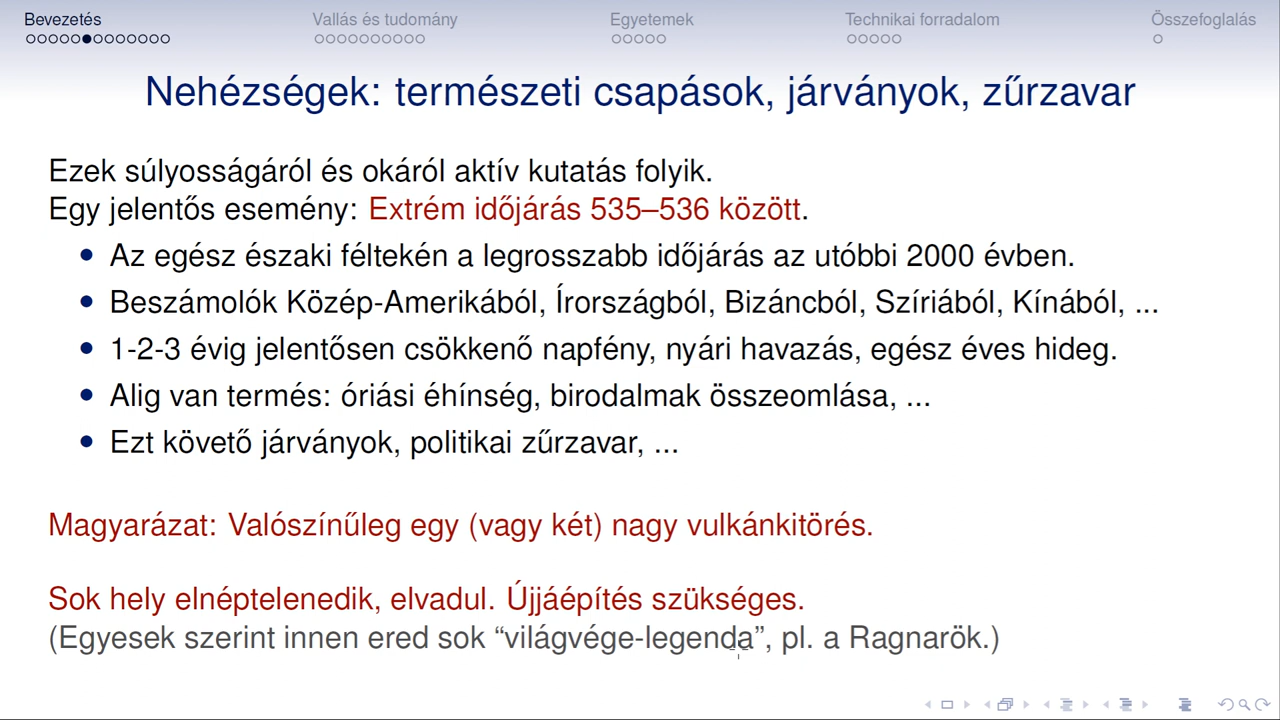 Bevezetés
Vallás és tudomány
Egyetemek
Technikai forradalom
Összefoglalás
Nehézségek: természeti csapások, járványok, zűrzavar
Ezek súlyosságáról és okáról aktív kutatás folyik.
Egy jelentős esemény: Extrém időjárás 535–536 között.
Az egész északi féltekén a legrosszabb időjárás az utóbbi 2000 évben.
Beszámolók Közép-Amerikából, Írországból, Bizáncból, Szíriából, Kínából, ...
1-2-3 évig jelentősen csökkenő napfény, nyári havazás, egész éves hideg.
Alig van termés: óriási éhínség, birodalmak összeomlása, ...
Ezt követő járványok, politikai zűrzavar, ...
Magyarázat: Valószínűleg egy (vagy két) nagy vulkánkitörés.
Sok hely elnéptelenedik, elvadul. Újjáépítés szükséges.
(Egyesek szerint innen ered sok “világvége-legenda”, pl. a Ragnarök.)